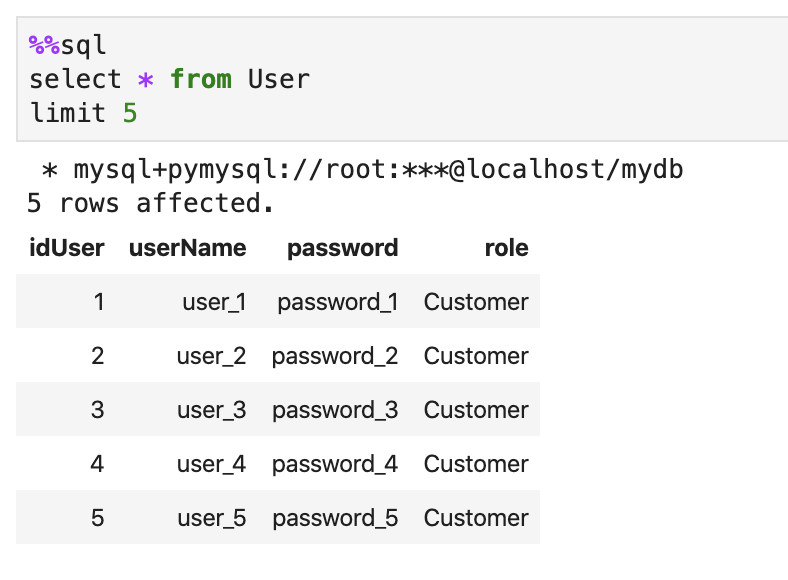 %%sql
select * from User
limit 5
* mysql+pymysql://root:***@localhost/mydb
5 rows affected.
idUser userName password role
1 user_1 password_1 Customer
2 user_2 password_2 Customer
3 user_3 password_3 Customer
4 user_4 password_4 Customer
5 user_5 password_5 Customer